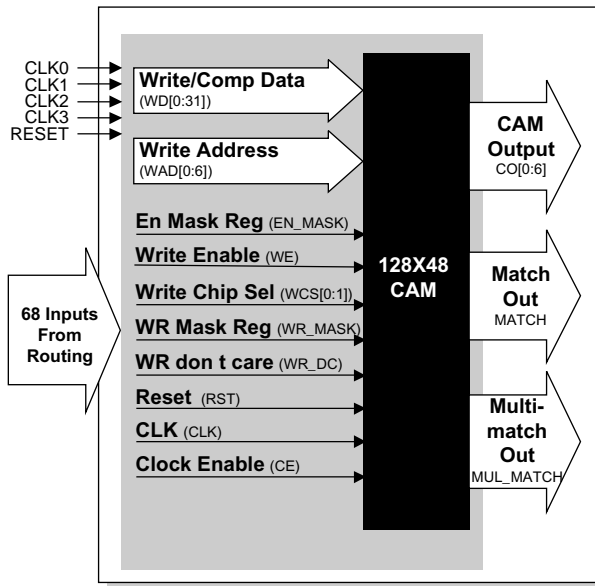 CLK0
CLK1
CLK2
CLK3
RESET
Write/Comp Data
(WD[0:31])
Write Address
(WAD[0:6])
En Mask Reg (EN_MASK)
Write Enable (WE)
Write Chip Sel (WCS[0:1])
WR Mask Reg (WR_MASK)
WR don t care (WR_DC)
Reset (RST)
CLK (CLK)
Clock Enable (CE)
68 Inputs
From
Routing
128X48
CAM
CAM
Output
CO[0:6]
Match
Out
MATCH
Multi-
match
Out
MUL_MATCH